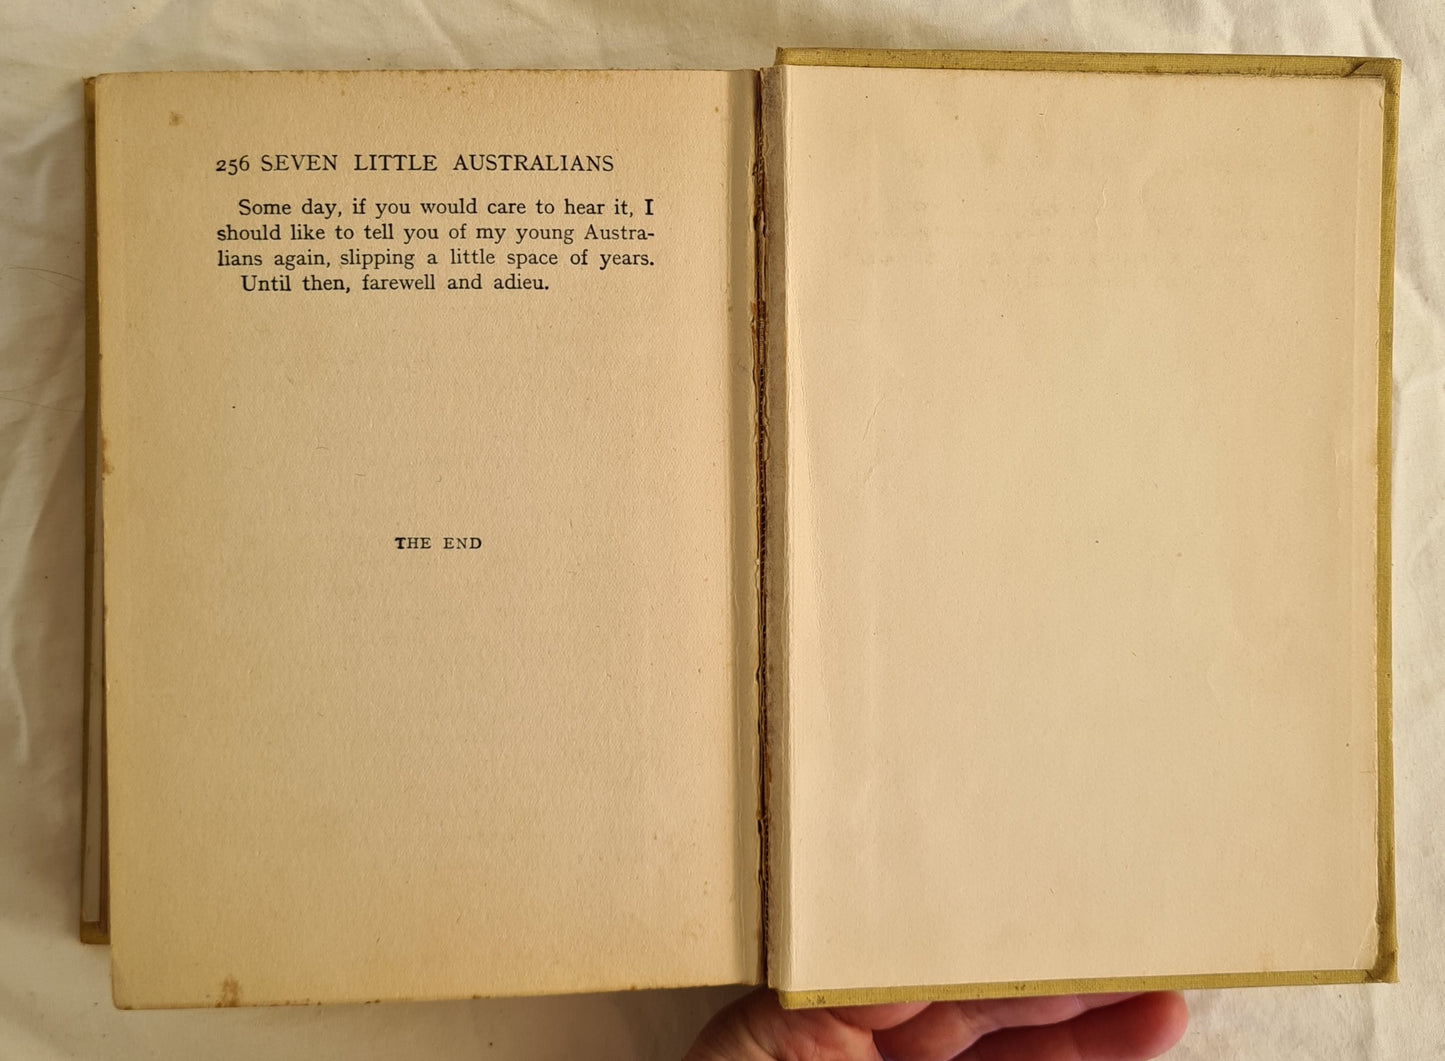 256 SEVEN LITTLE AUSTRALIANS
Some day, if you would care to hear it, I
should like to tell you of my young Austra-
lians again, slipping a little space of years.
Until then, farewell and adieu.
THE END